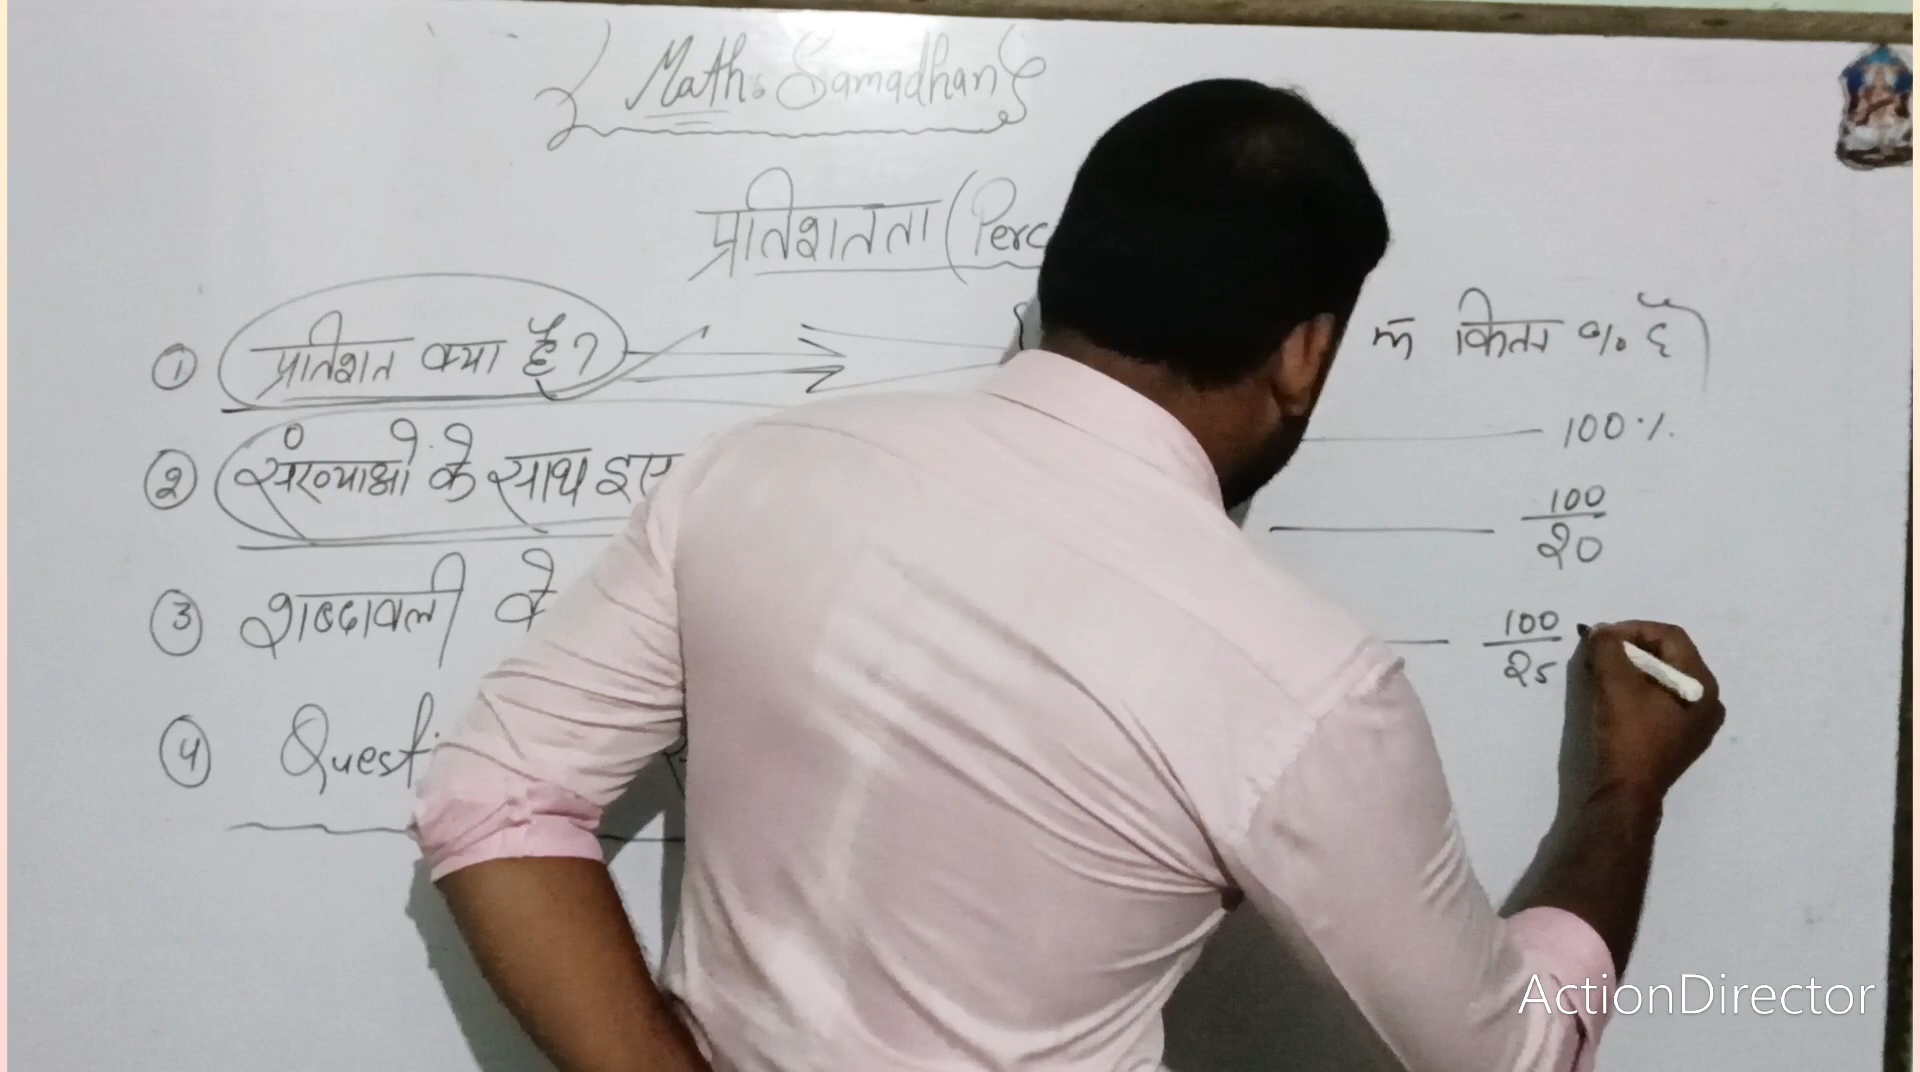 Math: Samadhan
प्रतिशतता (Perc
① प्रतिशत क्या है?
में कितना % है
② संख्याओं के साथ इस
100%
100/20
③ शब्दावली के
100/25
④ Questi
ActionDirector